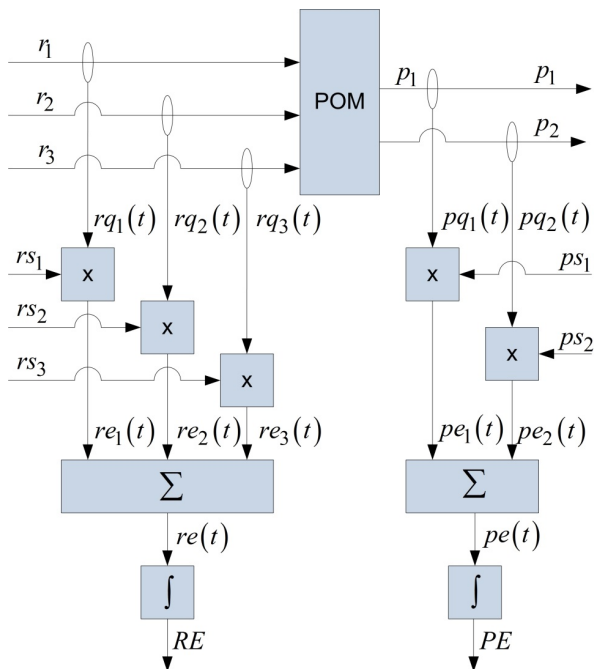 r₁
POM
p₁ p₁
r₂
p₂
r₃
rq₁(t) rq₂(t) rq₃(t) pq₁(t) pq₂(t)
rs₁ x x ps₁
rs₂ x x ps₂
rs₃ x
re₁(t) re₂(t) re₃(t) pe₁(t) pe₂(t)
∑ ∑
re(t) pe(t)
∫ ∫
RE PE